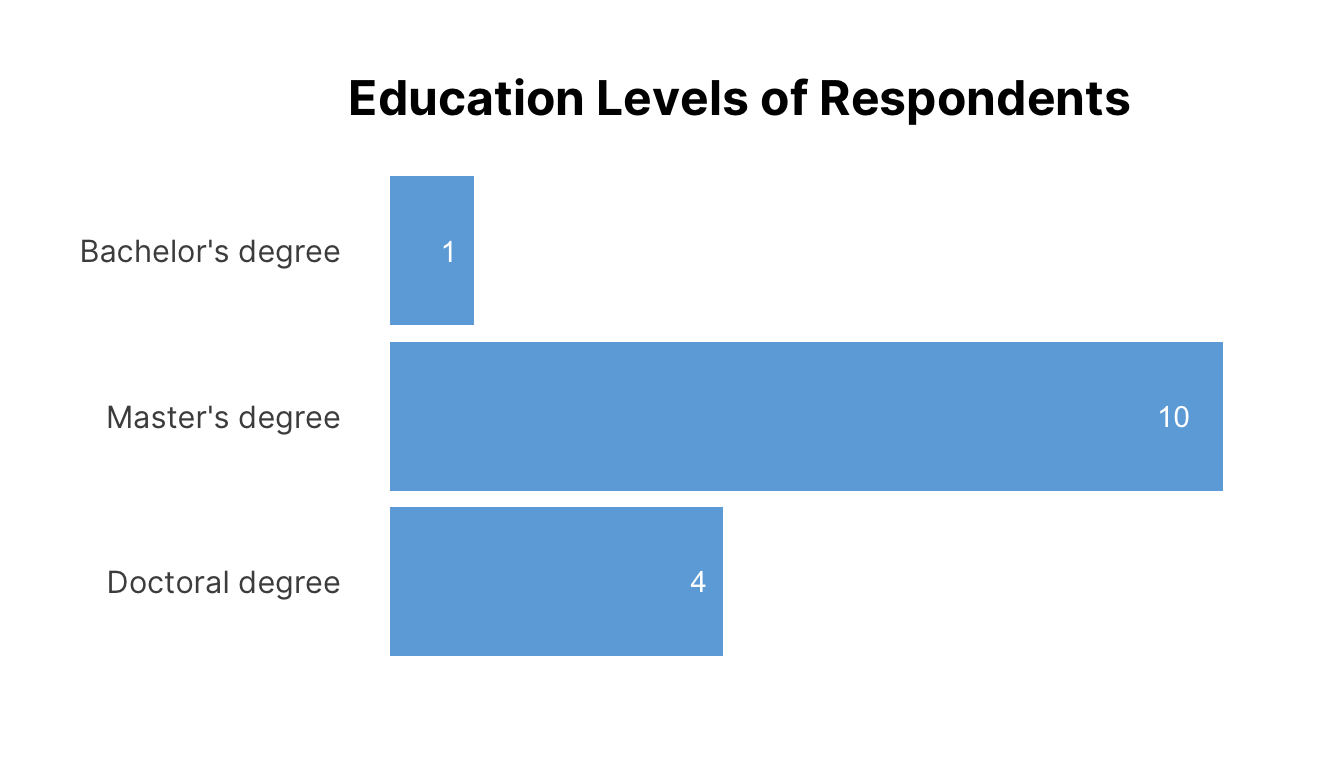 Education Levels of Respondents
Bachelor's degree 1
Master's degree 10
Doctoral degree 4